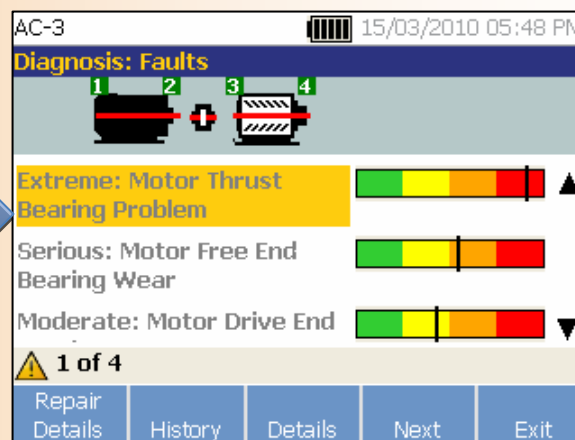 AC-3 15/03/2010 05:48 PM
Diagnosis: Faults
1 2 3 4
Extreme: Motor Thrust
Bearing Problem
Serious: Motor Free End
Bearing Wear
Moderate: Motor Drive End
1 of 4
Repair
Details History Details Next Exit